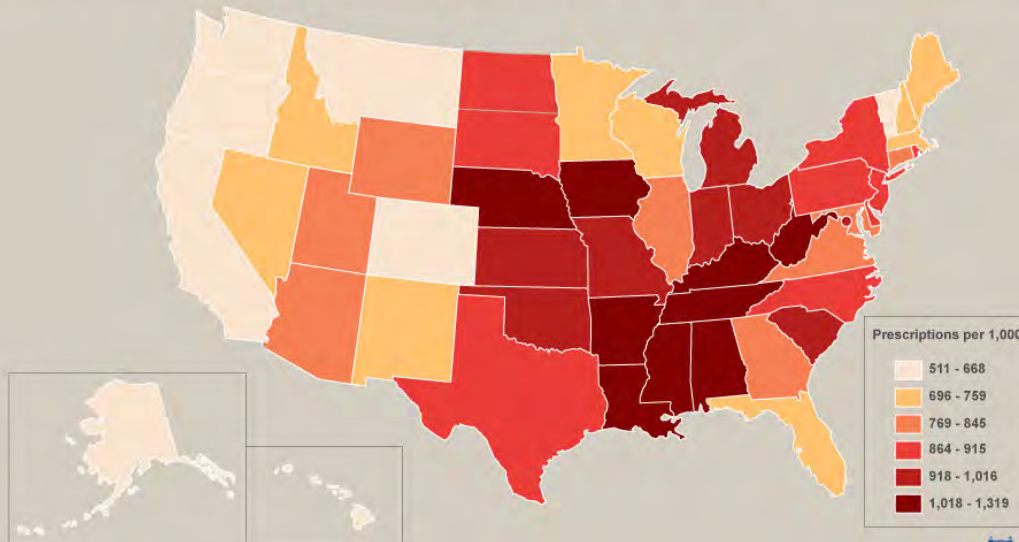 Prescriptions per 1,000
511 - 668
696 - 759
769 - 845
864 - 915
918 - 1,016
1,018 - 1,319